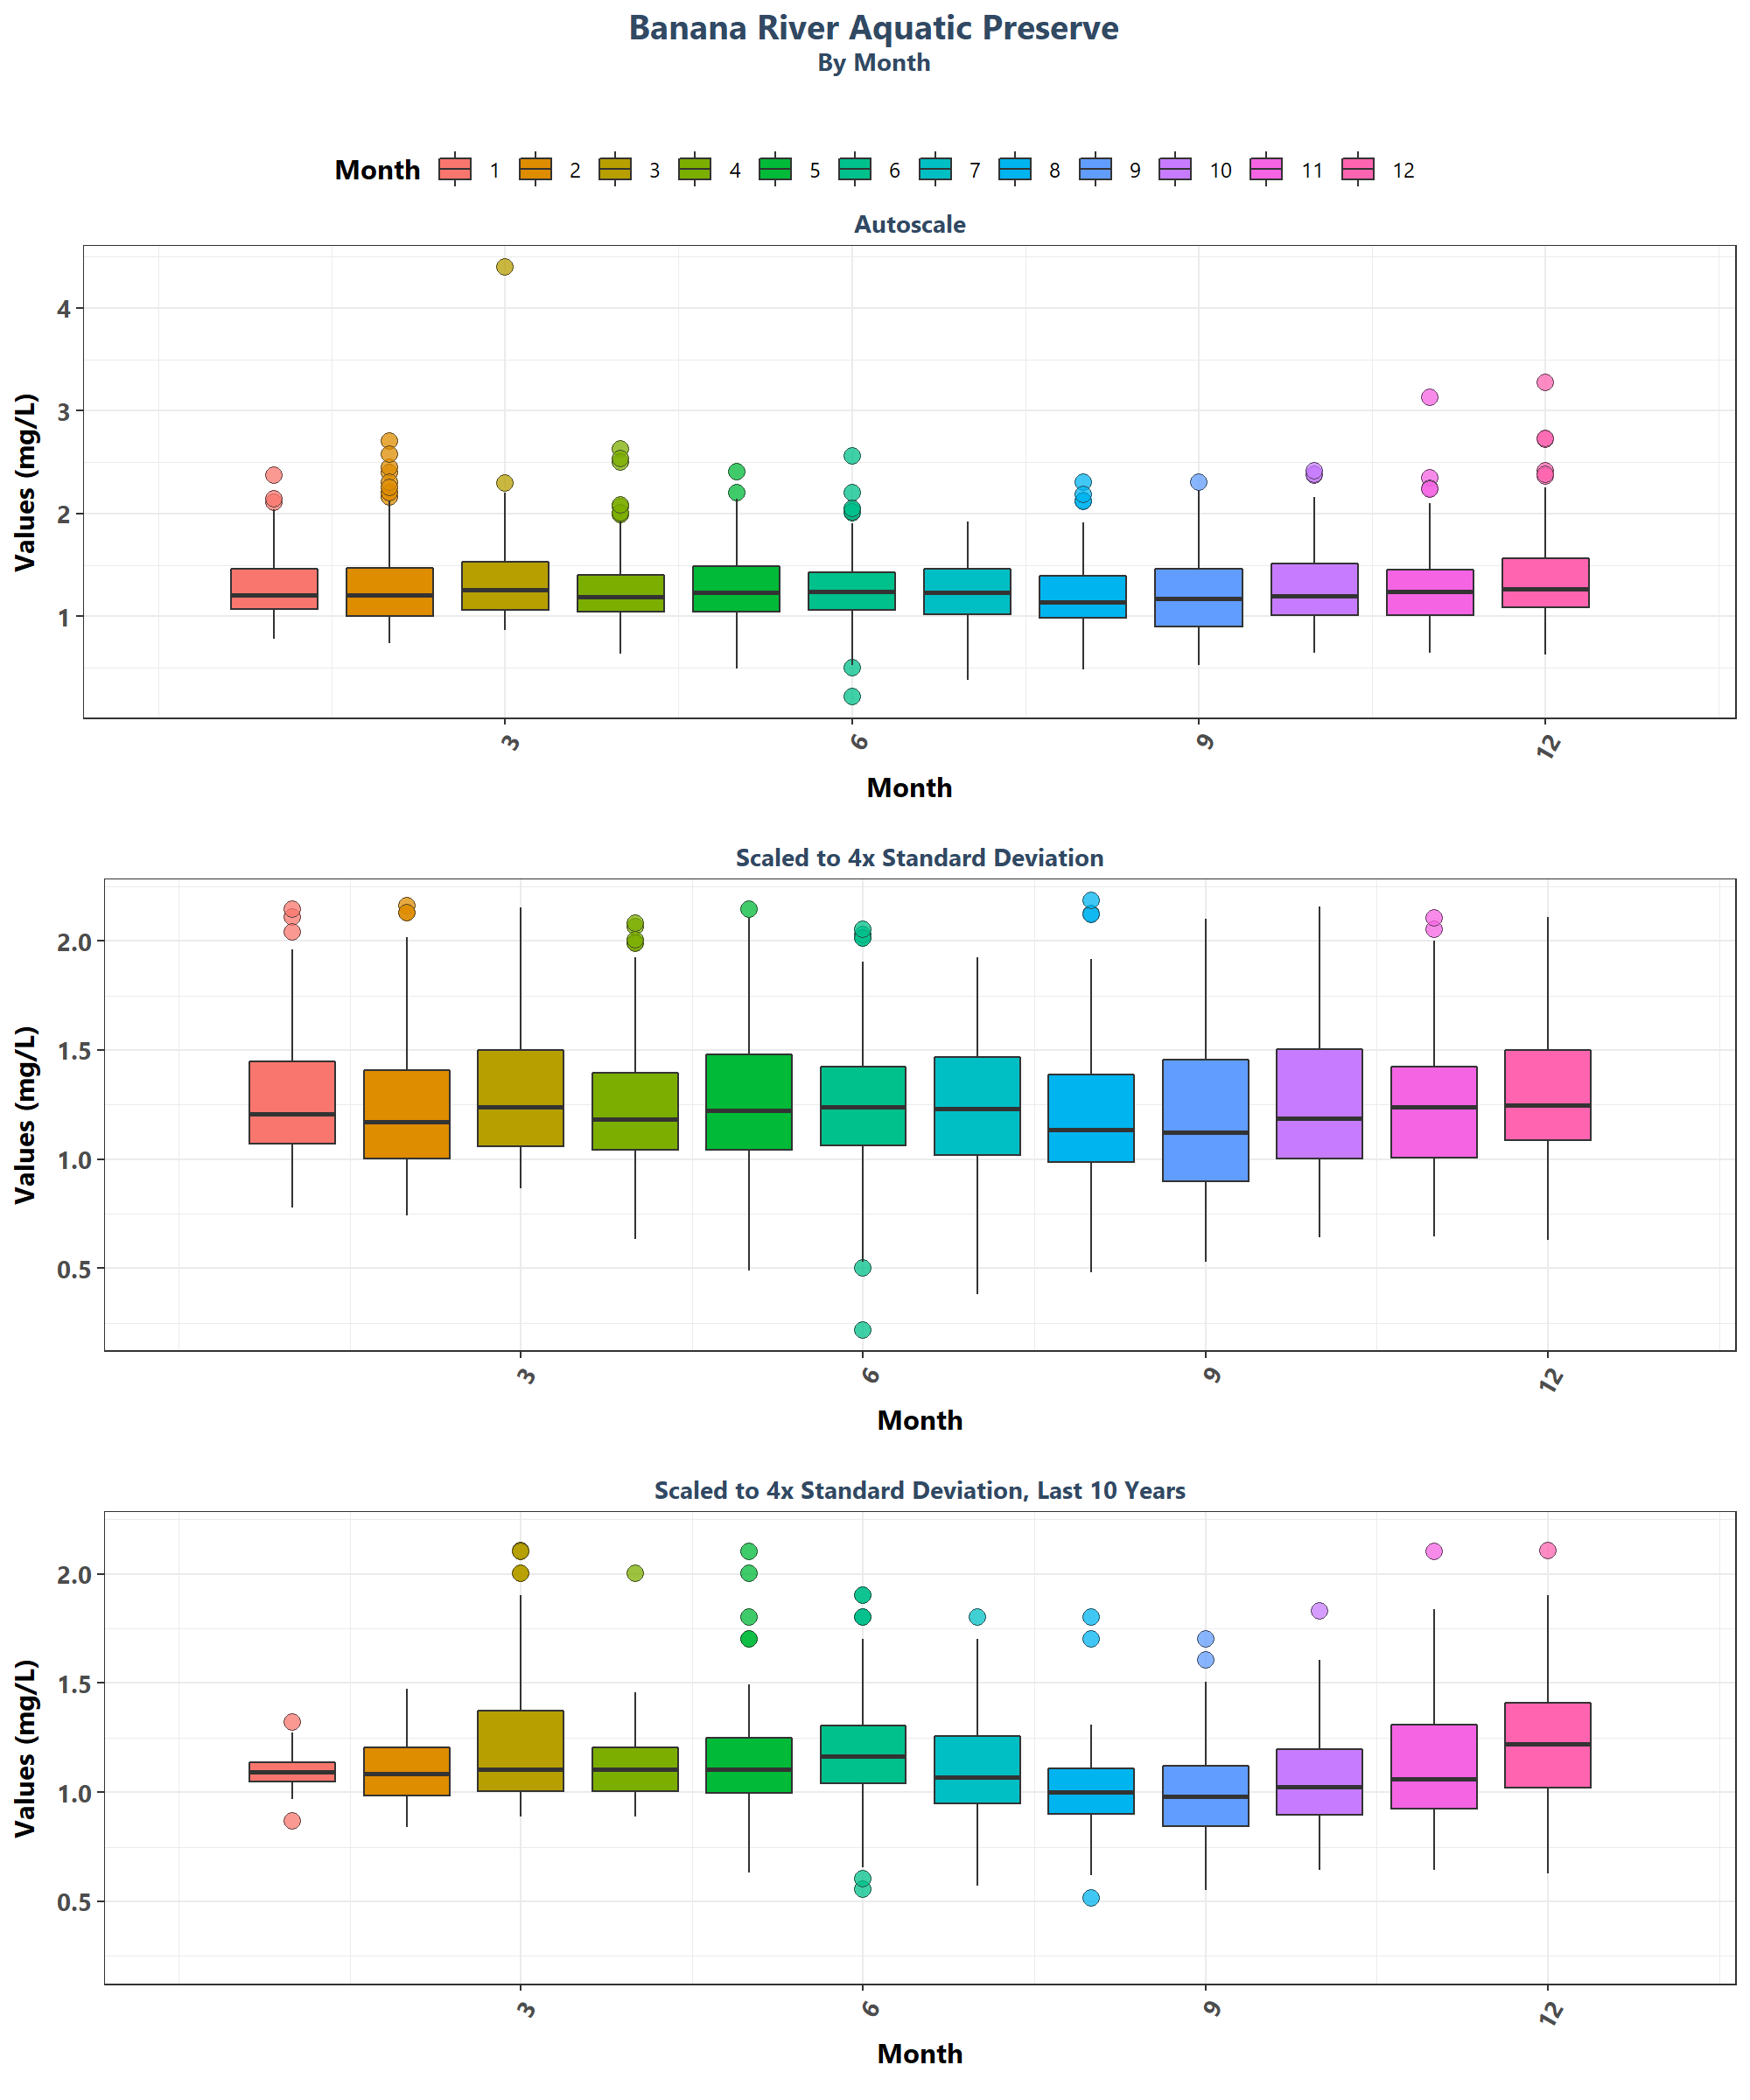 Banana River Aquatic Preserve
By Month
Month 1 2 3 4 5 6 7 8 9 10 11 12
Autoscale
Values (mg/L)
4
3
2
1
3 6 9 12
Month
Scaled to 4x Standard Deviation
Values (mg/L)
2.0
1.5
1.0
0.5
3 6 9 12
Month
Scaled to 4x Standard Deviation, Last 10 Years
Values (mg/L)
2.0
1.5
1.0
0.5
3 6 9 12
Month